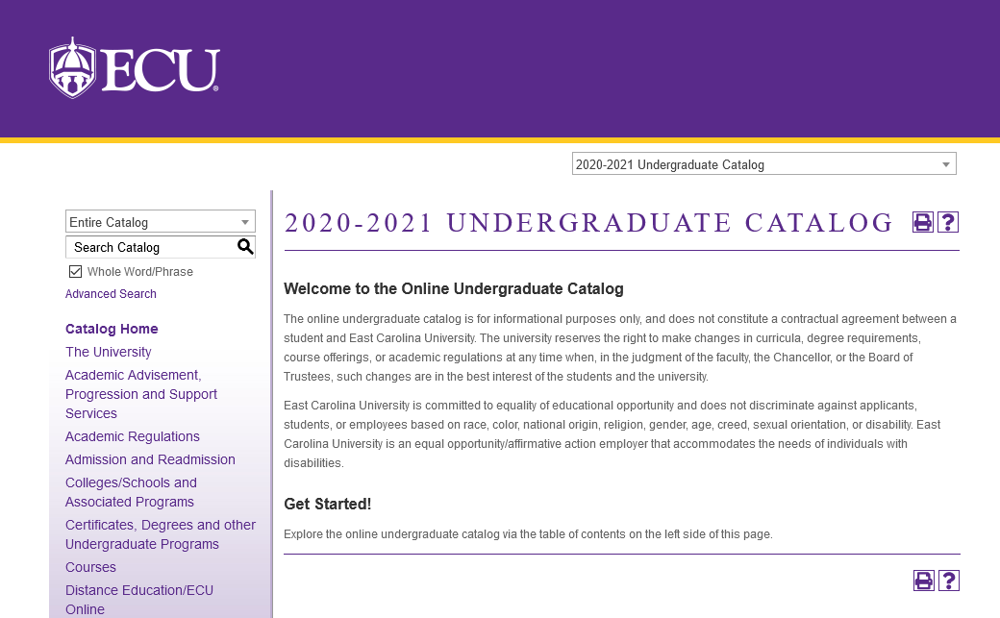 ECU®
2020-2021 Undergraduate Catalog
Entire Catalog
Search Catalog
Whole Word/Phrase
Advanced Search
Catalog Home
The University
Academic Advisement,
Progression and Support
Services
Academic Regulations
Admission and Readmission
Colleges/Schools and
Associated Programs
Certificates, Degrees and other
Undergraduate Programs
Courses
Distance Education/ECU
Online
2020-2021 UNDERGRADUATE CATALOG
?
Welcome to the Online Undergraduate Catalog
The online undergraduate catalog is for informational purposes only, and does not constitute a contractual agreement between a
student and East Carolina University. The university reserves the right to make changes in curricula, degree requirements,
course offerings, or academic regulations at any time when, in the judgment of the faculty, the Chancellor, or the Board of
Trustees, such changes are in the best interest of the students and the university.
East Carolina University is committed to equality of educational opportunity and does not discriminate against applicants,
students, or employees based on race, color, national origin, religion, gender, age, creed, sexual orientation, or disability. East
Carolina University is an equal opportunity/affirmative action employer that accommodates the needs of individuals with
disabilities.
Get Started!
Explore the online undergraduate catalog via the table of contents on the left side of this page.
?